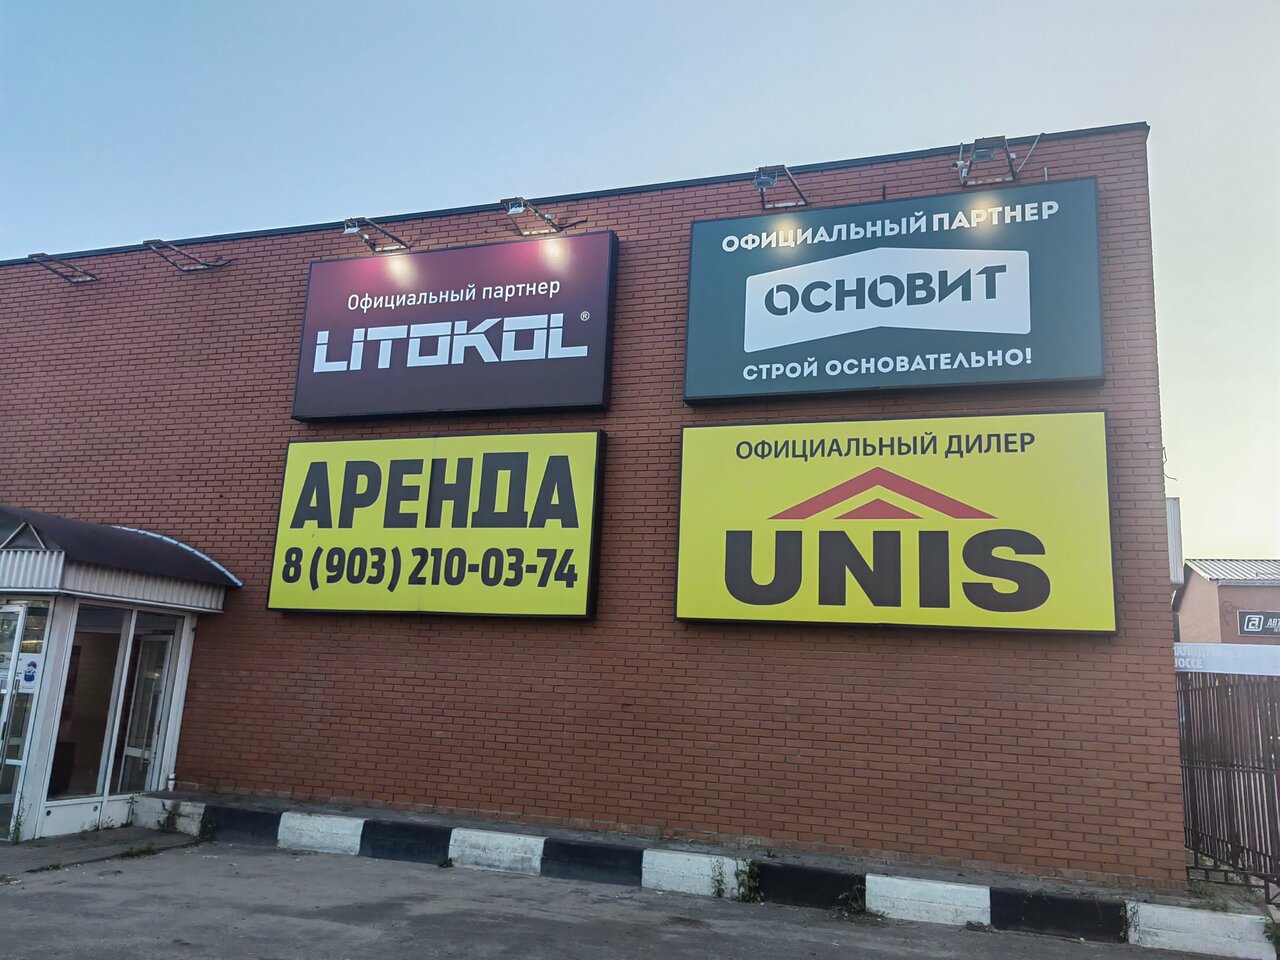 Официальный партнер
LITOKOL®
ОФИЦИАЛЬНЫЙ ПАРТНЕР
ОСНОВИТ
СТРОЙ ОСНОВАТЕЛЬНО!
АРЕНДА
8 (903) 210-03-74
ОФИЦИАЛЬНЫЙ ДИЛЕР
UNIS